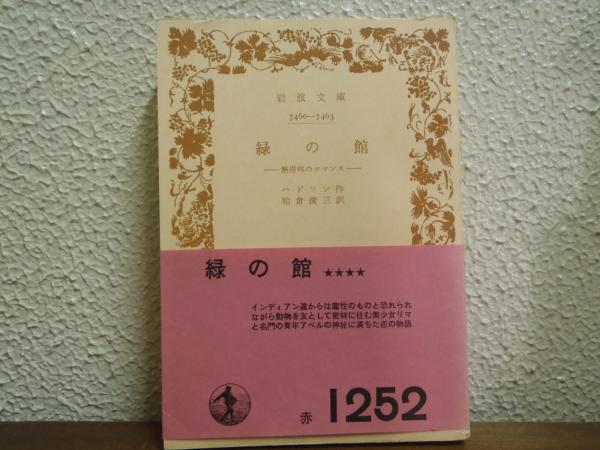 岩波文庫
7460—7463
緑の館
——熱帯林のロマンス——
ハドソン作
柏倉俊三訳
緑の館 ★★★★
インディアン達からは魔性のものと恐れられ
ながら動物を友として密林に住む美少女リマ
と名門の青年アベルの神秘に満ちた恋の物語.
赤 1252